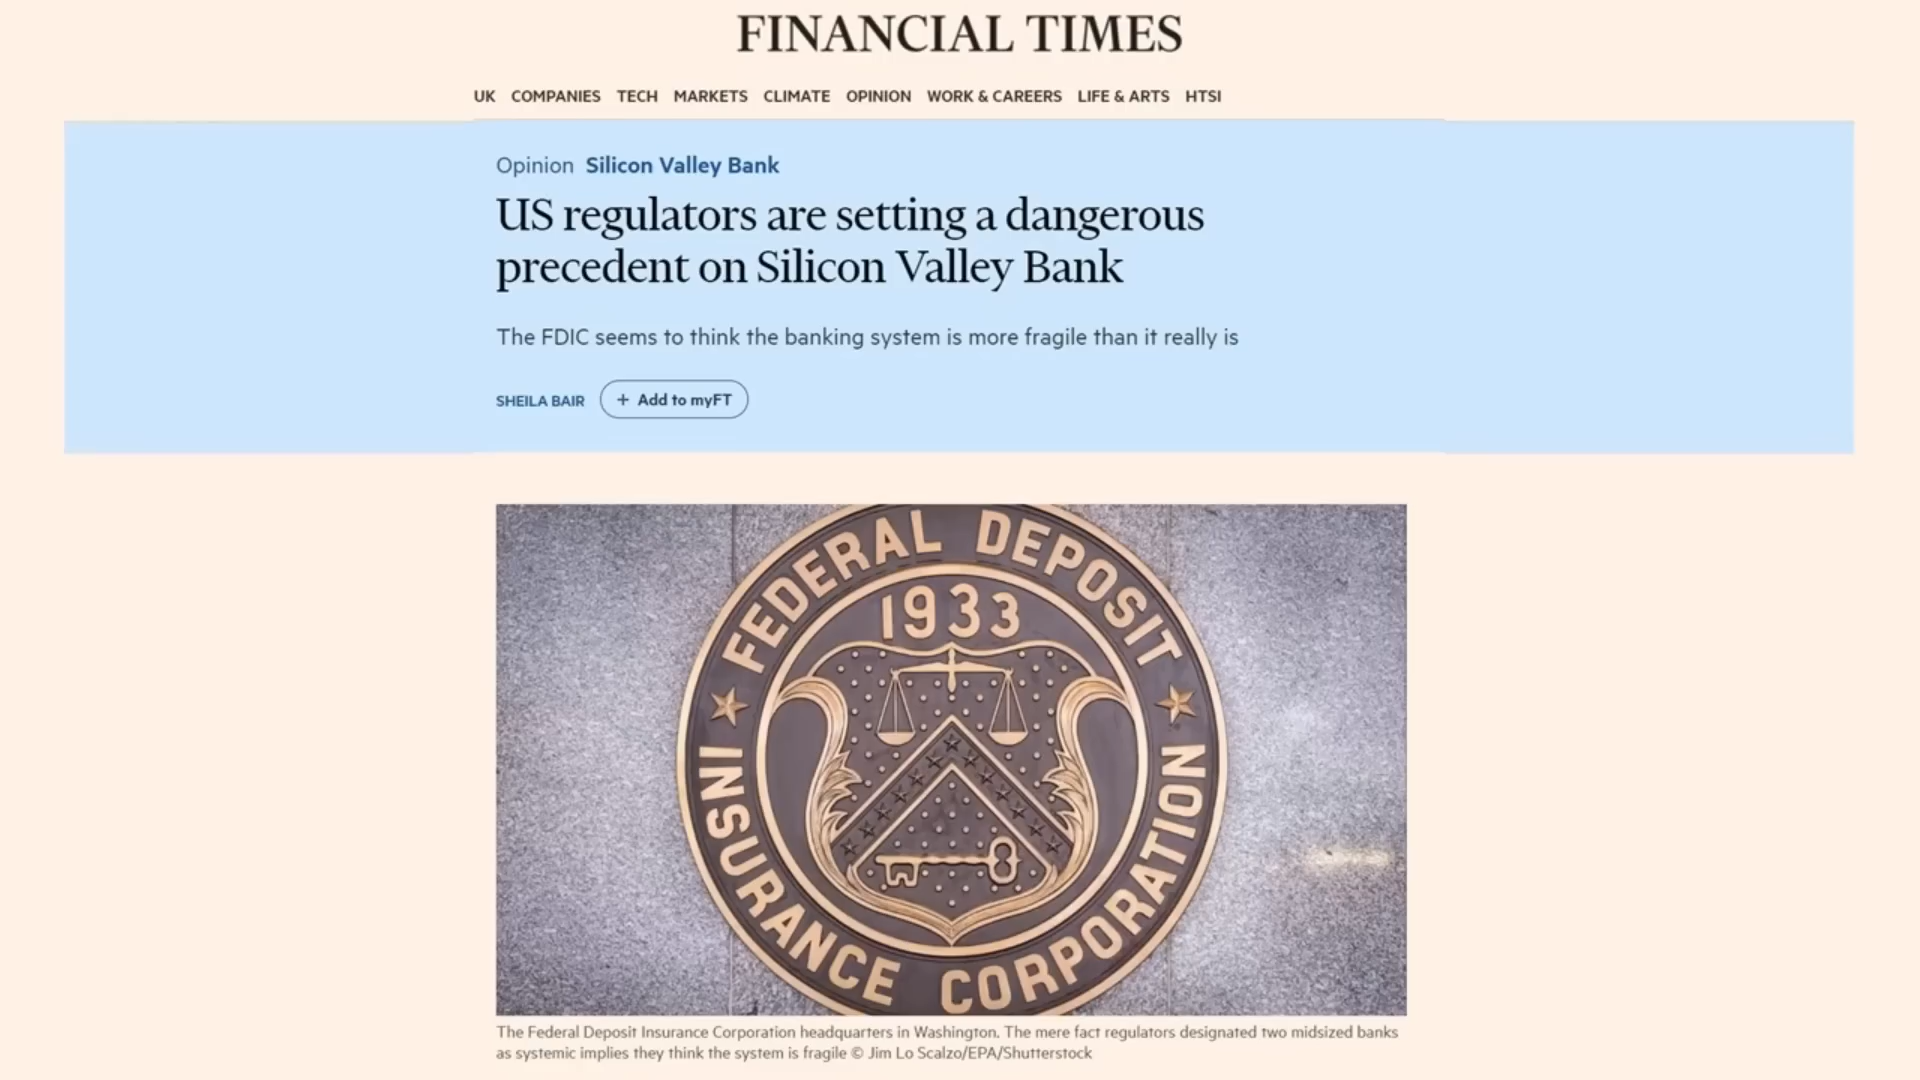 FINANCIAL TIMES
UK COMPANIES TECH MARKETS CLIMATE OPINION WORK & CAREERS LIFE & ARTS HTSI
Opinion Silicon Valley Bank
US regulators are setting a dangerous
precedent on Silicon Valley Bank
The FDIC seems to think the banking system is more fragile than it really is
SHEILA BAIR + Add to myFT
FEDERAL DEPOSIT
1933
INSURANCE CORPORATION
The Federal Deposit Insurance Corporation headquarters in Washington. The mere fact regulators designated two midsized banks
as systemic implies they think the system is fragile © Jim Lo Scalzo/EPA/Shutterstock